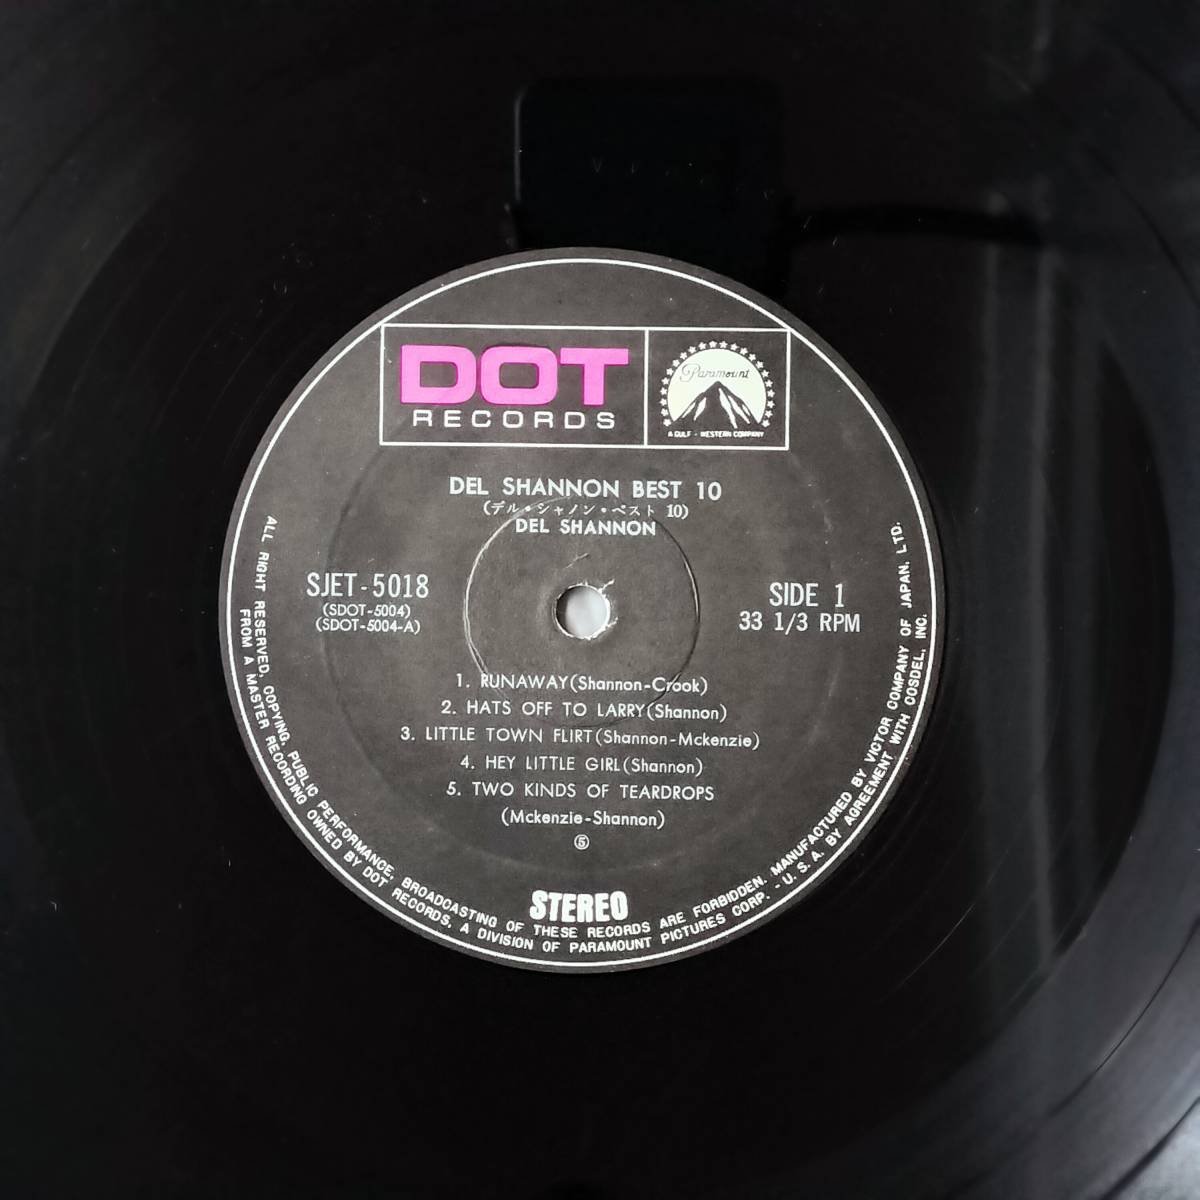 DOT
RECORDS
Paramount
A GULF - WESTERN COMPANY
DEL SHANNON BEST 10
(デル・シャノン・ベスト 10)
DEL SHANNON
SJET-5018
(SDOT-5004)
(SDOT-5004-A)
SIDE 1
33 1/3 RPM
1. RUNAWAY(Shannon-Crook)
2. HATS OFF TO LARRY(Shannon)
3. LITTLE TOWN FLIRT(Shannon-Mckenzie)
4. HEY LITTLE GIRL(Shannon)
5. TWO KINDS OF TEARDROPS
(Mckenzie-Shannon)
⑤
STEREO
ALL RIGHT RESERVED, COPYING, PUBLIC PERFORMANCE, BROADCASTING OF THESE RECORDS ARE FORBIDDEN. MANUFACTURED BY VICTOR COMPANY OF JAPAN, LTD.
FROM A MASTER RECORDING OWNED BY DOT RECORDS, A DIVISION OF PARAMOUNT PICTURES CORP. - U.S.A. BY AGREEMENT WITH COSDEL, INC.